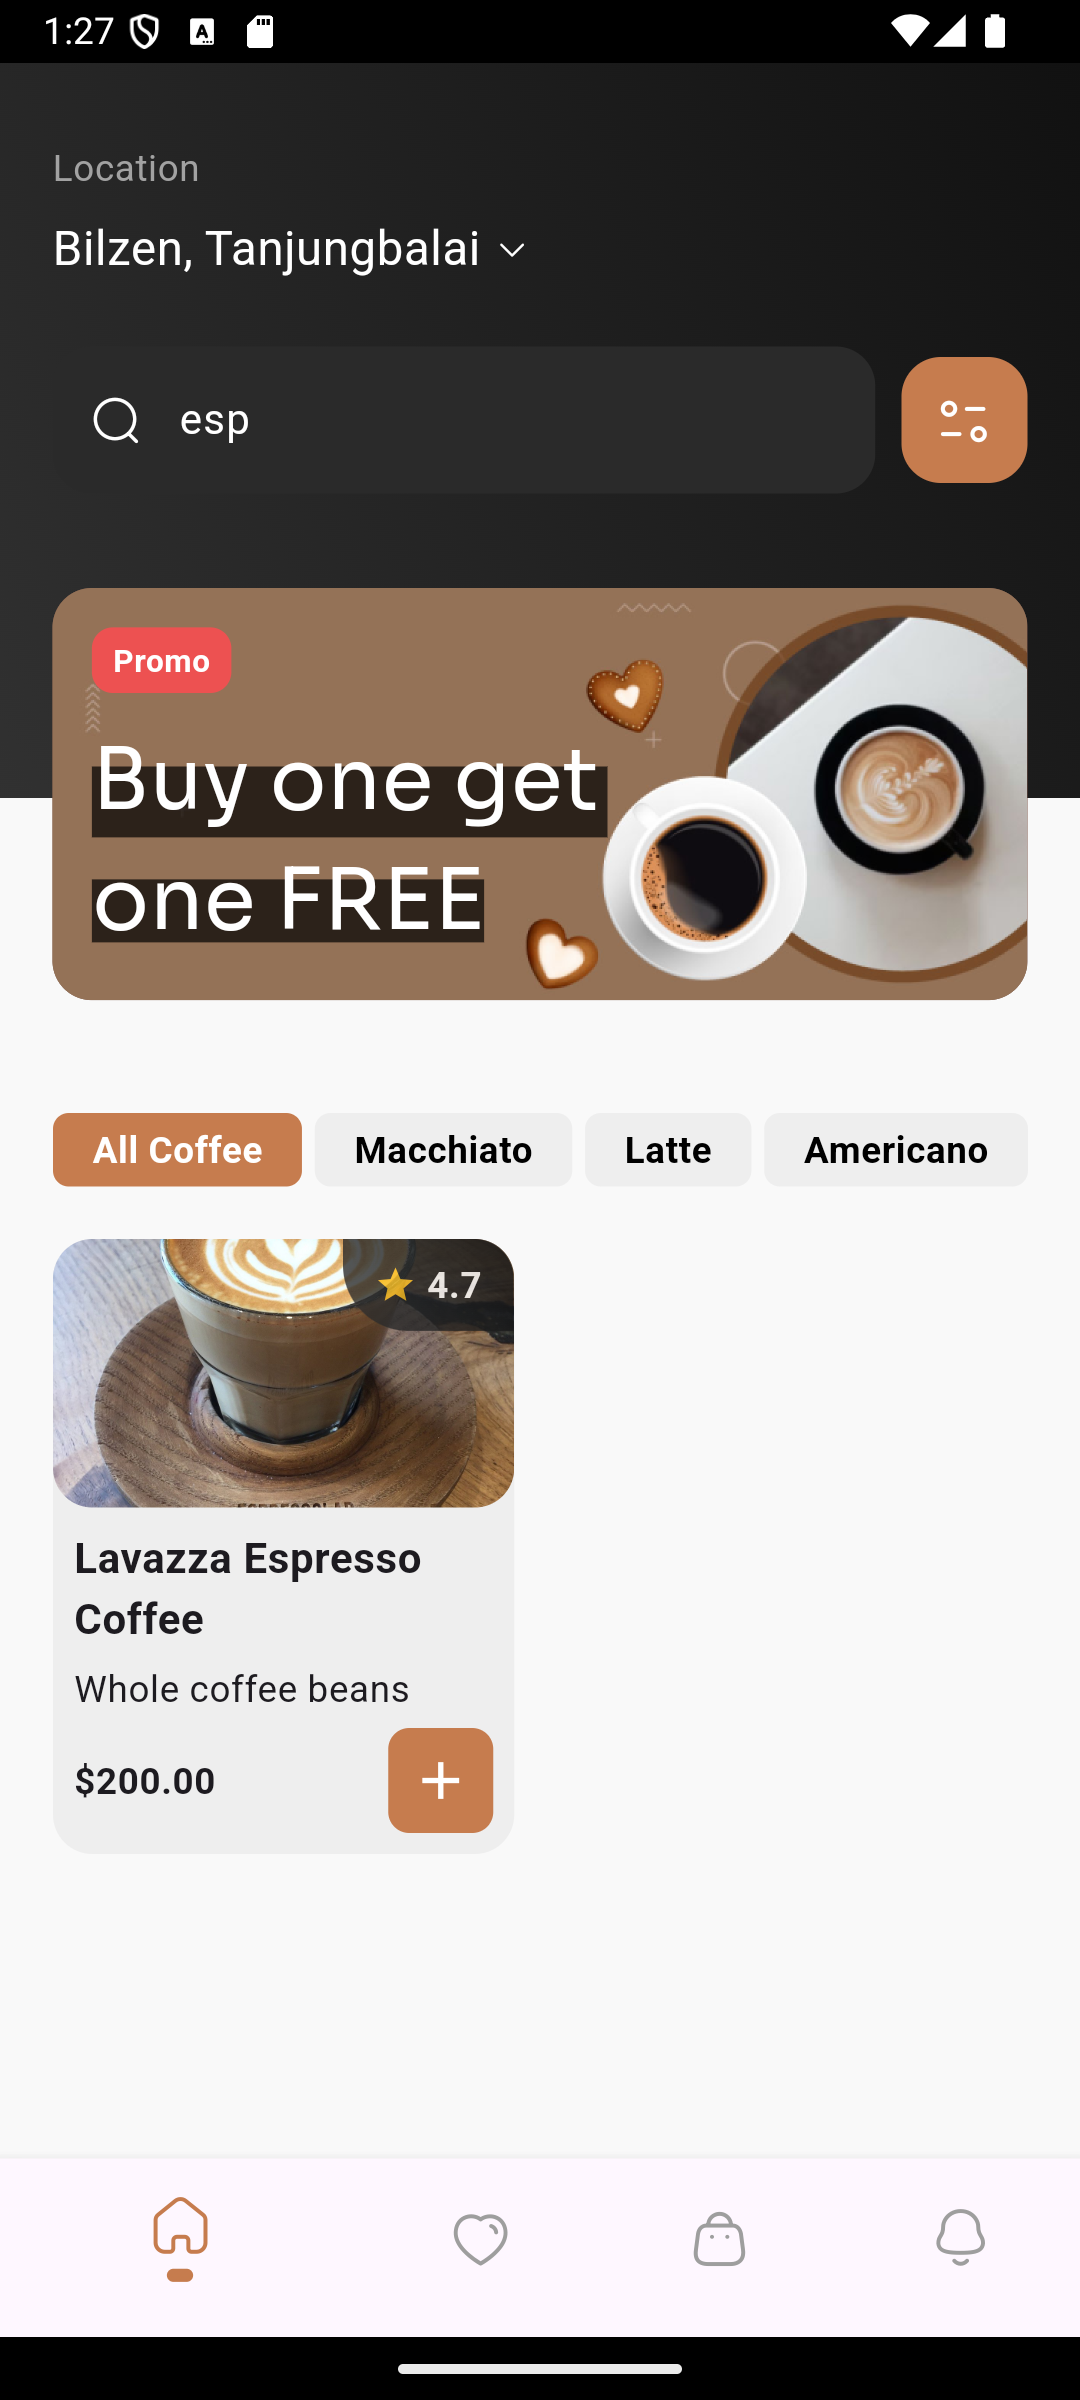 1:27
Location
Bilzen, Tanjungbalai
esp
Promo
Buy one get
one FREE
All Coffee
Macchiato
Latte
Americano
4.7
Lavazza Espresso
Coffee
Whole coffee beans
$200.00